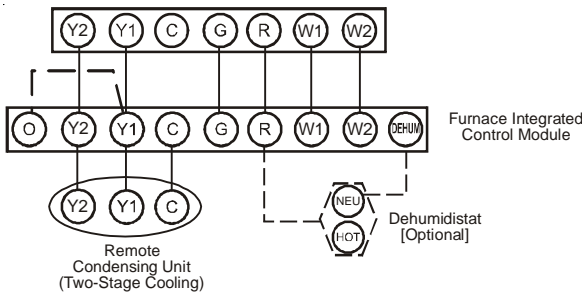 Y2 Y1 C G R W1 W2
O Y2 Y1 C G R W1 W2 DEHUM
Furnace Integrated
Control Module
Y2 Y1 C
NEU
HOT
Dehumidistat
[Optional]
Remote
Condensing Unit
(Two-Stage Cooling)